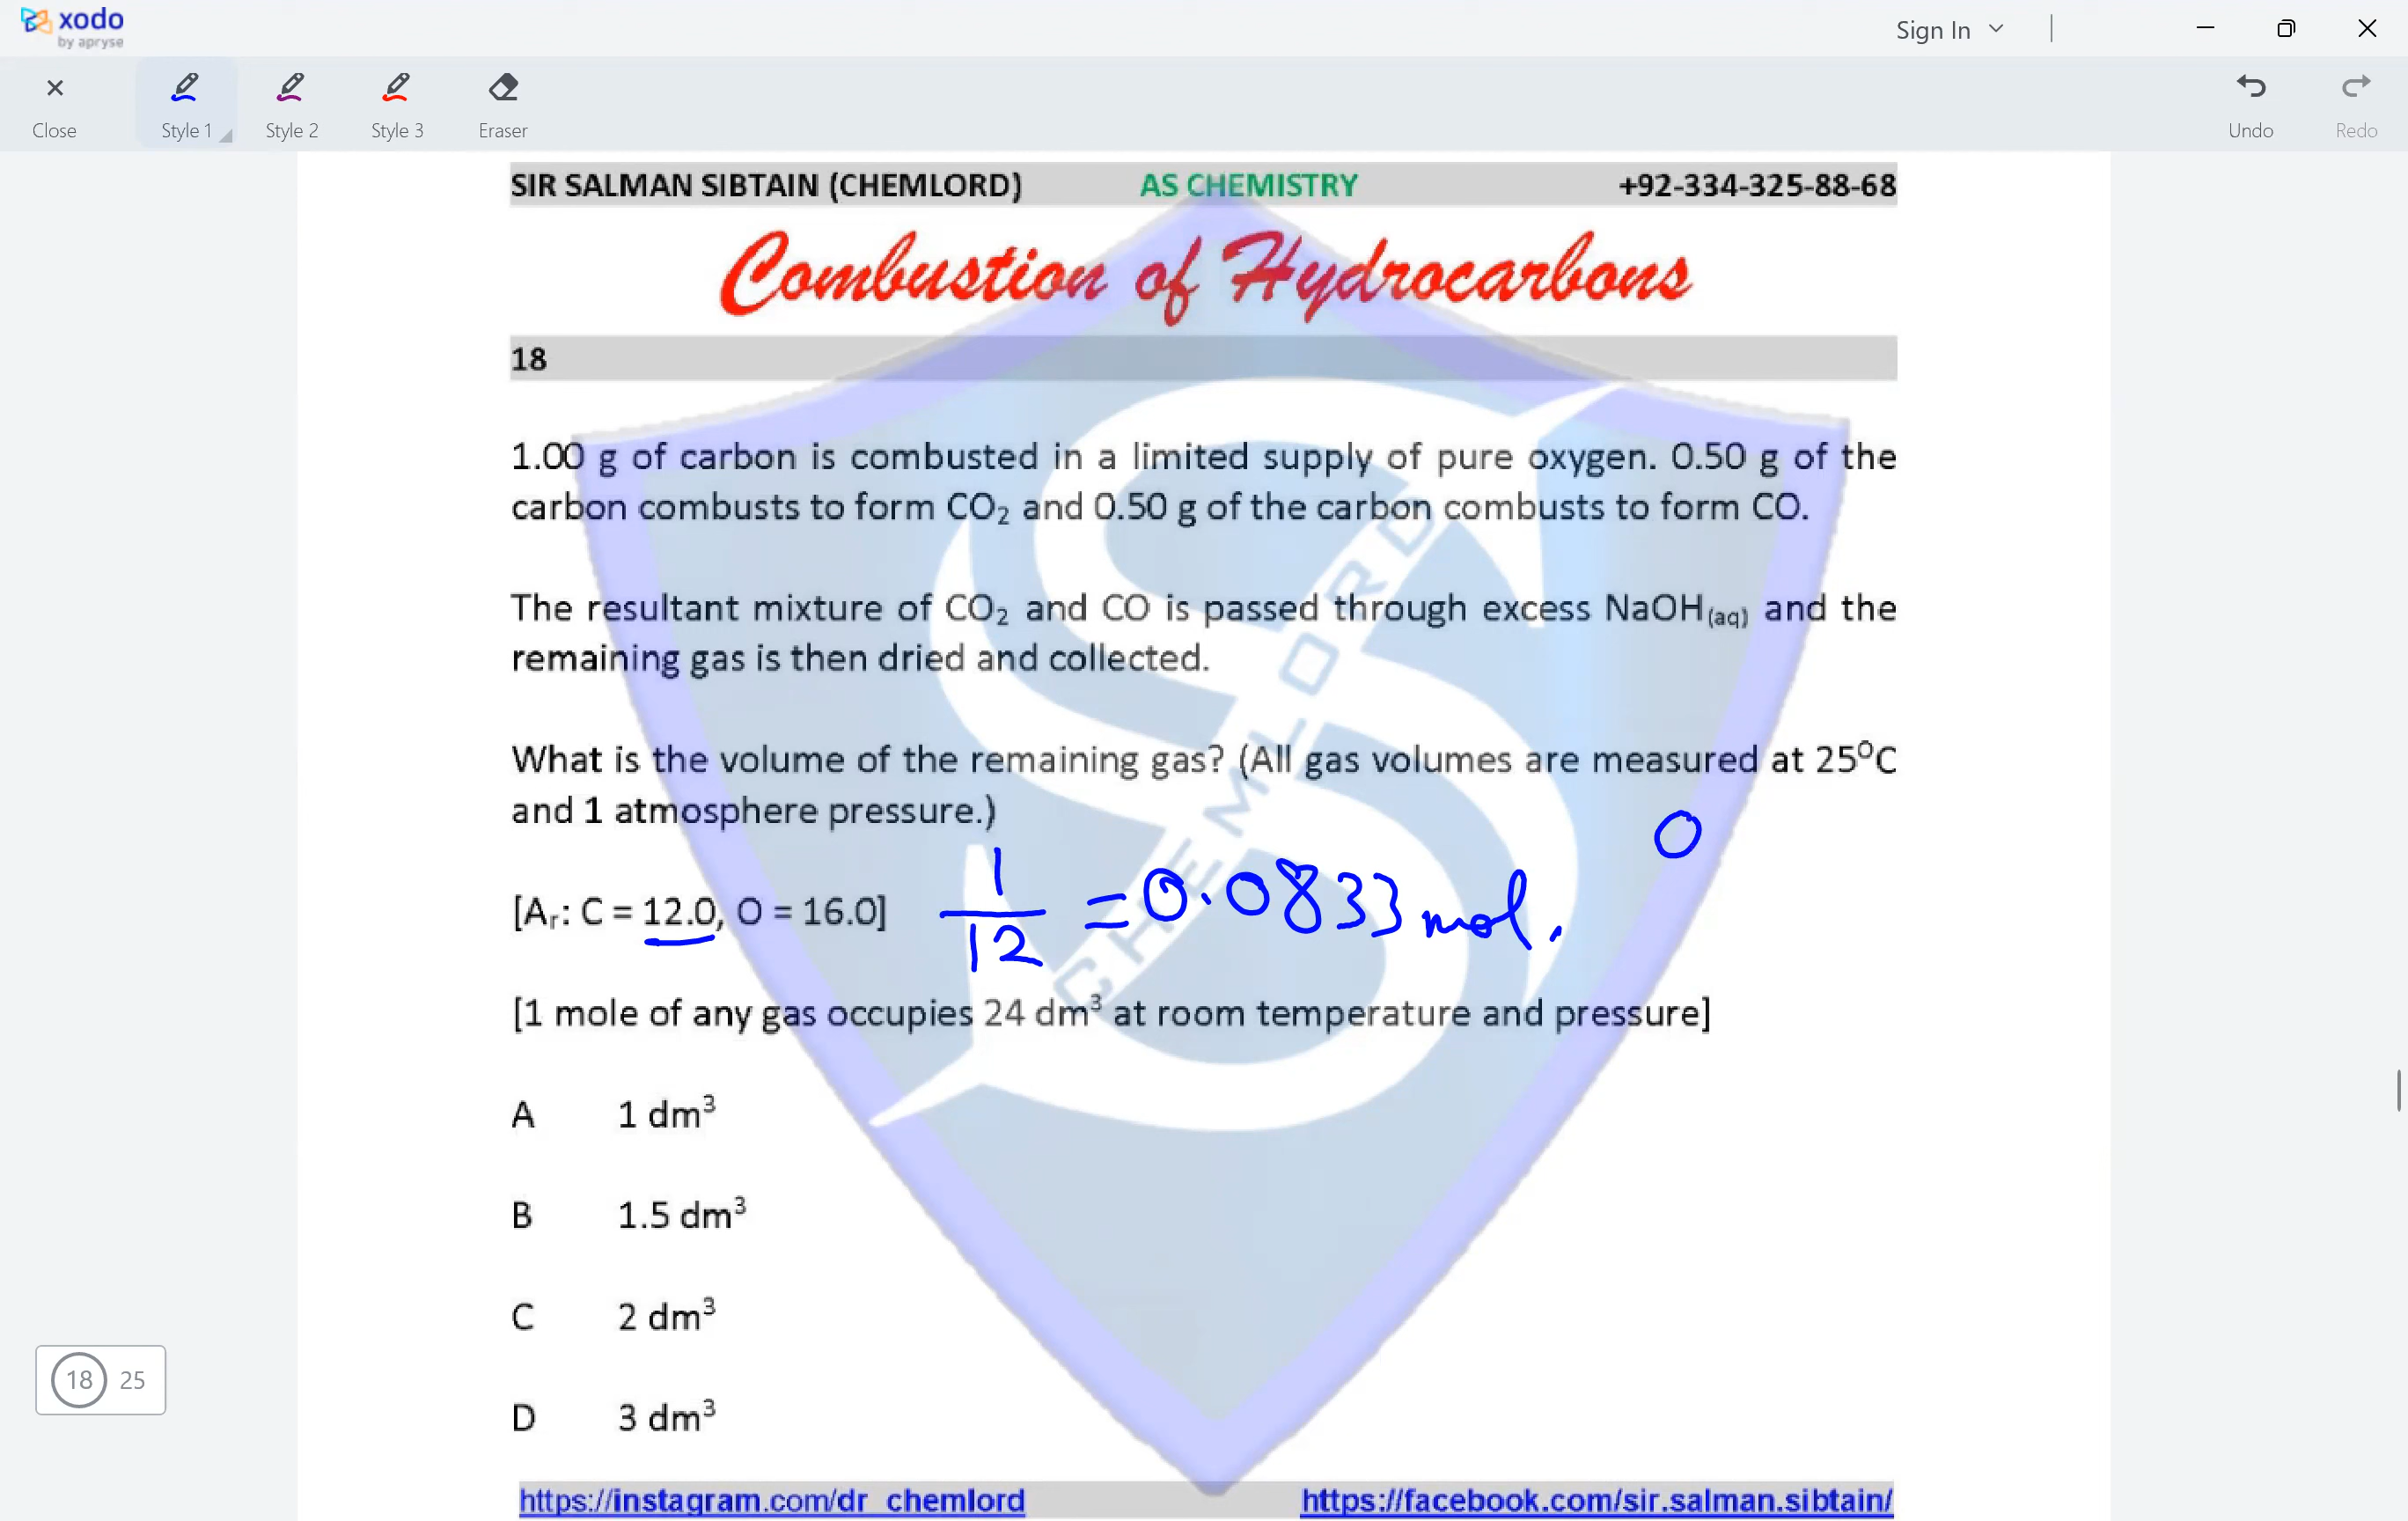 xodo
by apryse
Sign In
Close
Style 1
Style 2
Style 3
Eraser
Undo
Redo
SIR SALMAN SIBTAIN (CHEMLORD) AS CHEMISTRY +92-334-325-88-68
Combustion of Hydrocarbons
18
1.00 g of carbon is combusted in a limited supply of pure oxygen. 0.50 g of the
carbon combusts to form CO₂ and 0.50 g of the carbon combusts to form CO.
The resultant mixture of CO₂ and CO is passed through excess NaOH(aq) and the
remaining gas is then dried and collected.
What is the volume of the remaining gas? (All gas volumes are measured at 25⁰C
and 1 atmosphere pressure.)
0
[Aᵣ: C = 12.0, O = 16.0] 1/12 = 0.0833 mol.
[1 mole of any gas occupies 24 dm³ at room temperature and pressure]
A 1 dm³
B 1.5 dm³
C 2 dm³
D 3 dm³
CHEMLORD
18 25
https://instagram.com/dr_chemlord https://facebook.com/sir.salman.sibtain/